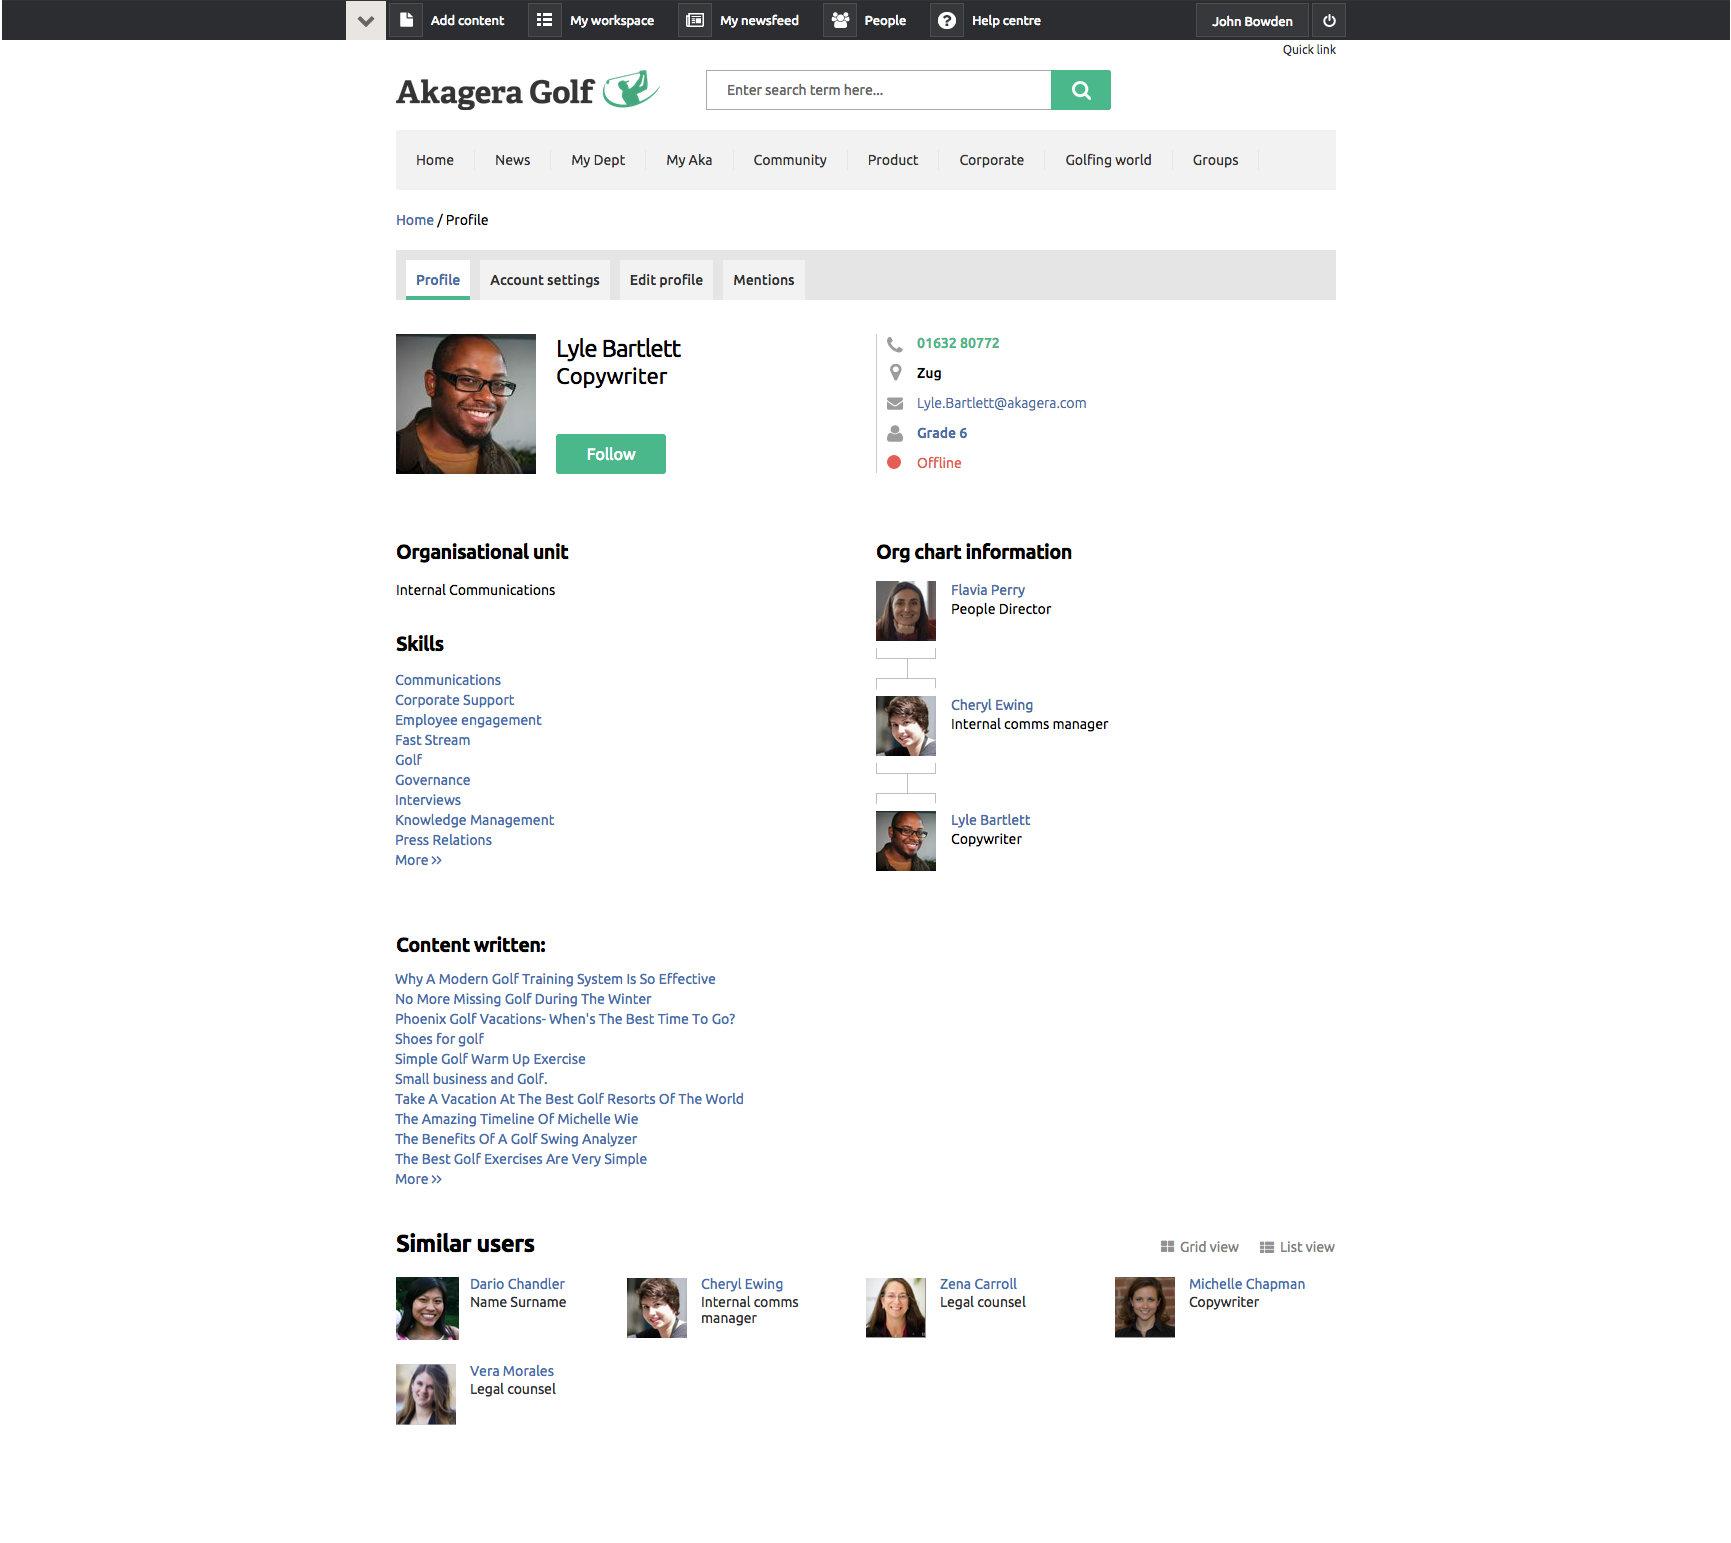 Add content
My workspace
My newsfeed
People
Help centre
John Bowden
Quick link
Akagera Golf
Enter search term here...
Home
News
My Dept
My Aka
Community
Product
Corporate
Golfing world
Groups
Home / Profile
Profile
Account settings
Edit profile
Mentions
Lyle Bartlett
Copywriter
Follow
01632 80772
Zug
Lyle.Bartlett@akagera.com
Grade 6
Offline
Organisational unit
Internal Communications
Skills
Communications
Corporate Support
Employee engagement
Fast Stream
Golf
Governance
Interviews
Knowledge Management
Press Relations
More >>
Org chart information
Flavia Perry
People Director
Cheryl Ewing
Internal comms manager
Lyle Bartlett
Copywriter
Content written:
Why A Modern Golf Training System Is So Effective
No More Missing Golf During The Winter
Phoenix Golf Vacations- When's The Best Time To Go?
Shoes for golf
Simple Golf Warm Up Exercise
Small business and Golf.
Take A Vacation At The Best Golf Resorts Of The World
The Amazing Timeline Of Michelle Wie
The Benefits Of A Golf Swing Analyzer
The Best Golf Exercises Are Very Simple
More >>
Similar users
Grid view
List view
Dario Chandler
Name Surname
Cheryl Ewing
Internal comms
manager
Zena Carroll
Legal counsel
Michelle Chapman
Copywriter
Vera Morales
Legal counsel